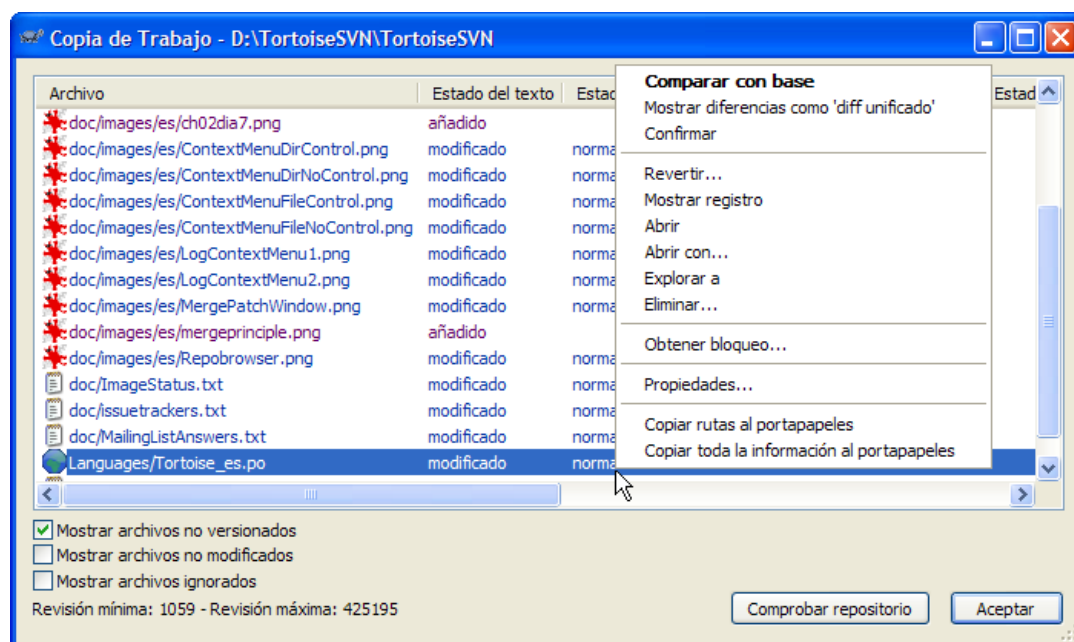 Copia de Trabajo - D:\TortoiseSVN\TortoiseSVN
Archivo Estado del texto Estad Estad
doc/images/es/ch02dia7.png añadido
doc/images/es/ContextMenuDirControl.png modificado norma
doc/images/es/ContextMenuDirNoControl.png modificado norma
doc/images/es/ContextMenuFileControl.png modificado norma
doc/images/es/ContextMenuFileNoControl.png modificado norma
doc/images/es/LogContextMenu1.png modificado norma
doc/images/es/LogContextMenu2.png modificado norma
doc/images/es/MergePatchWindow.png modificado norma
doc/images/es/mergeprinciple.png añadido
doc/images/es/Repobrowser.png modificado norma
doc/ImageStatus.txt modificado norma
doc/issuetrackers.txt modificado norma
doc/MailingListAnswers.txt modificado norma
Languages/Tortoise_es.po modificado norma
Comparar con base
Mostrar diferencias como 'diff unificado'
Confirmar
Revertir...
Mostrar registro
Abrir
Abrir con...
Explorar a
Eliminar...
Obtener bloqueo...
Propiedades...
Copiar rutas al portapapeles
Copiar toda la información al portapapeles
Mostrar archivos no versionados
Mostrar archivos no modificados
Mostrar archivos ignorados
Revisión mínima: 1059 - Revisión máxima: 425195
Comprobar repositorio
Aceptar